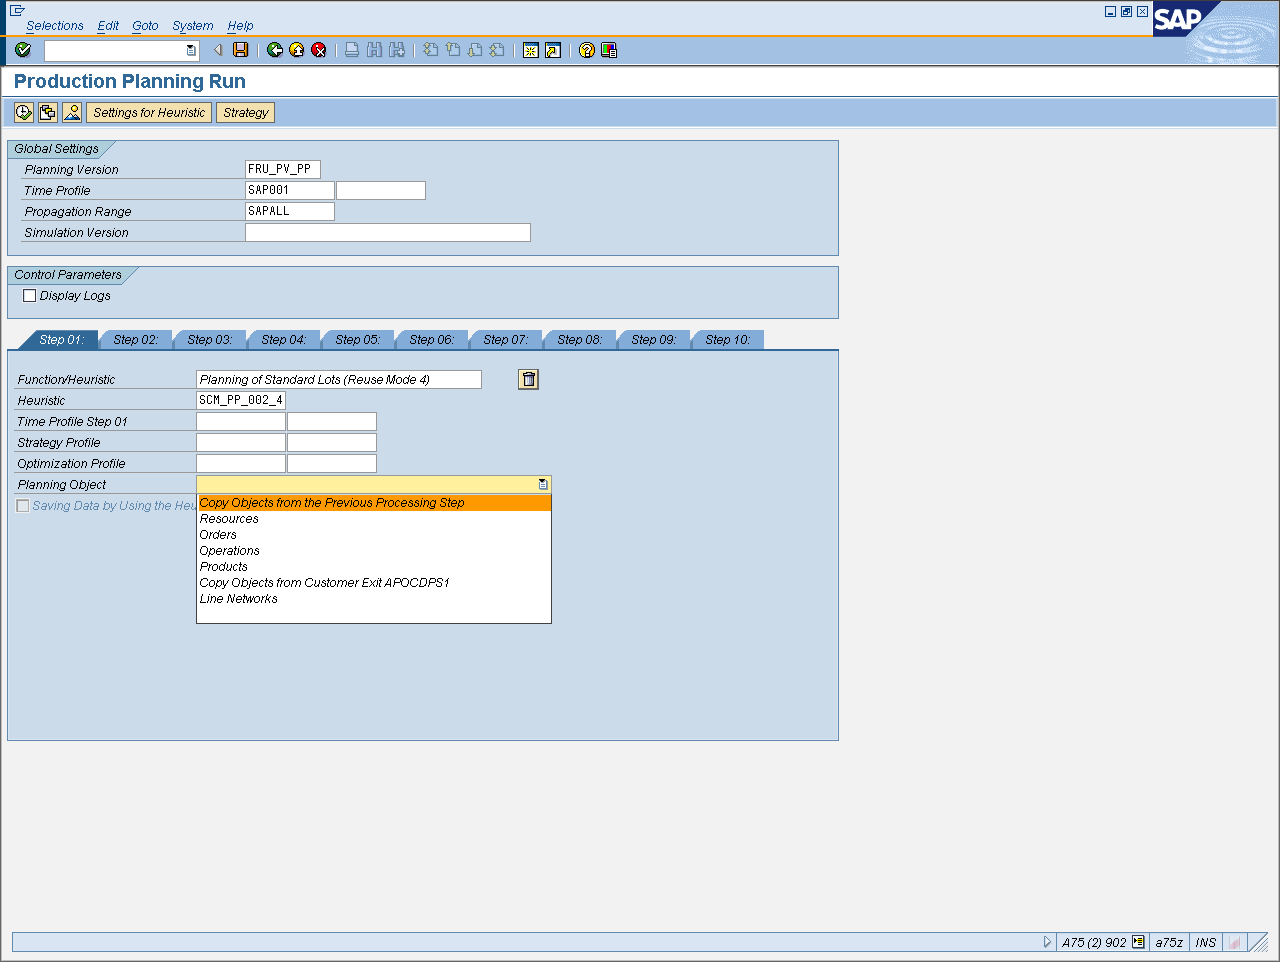 Selections Edit Goto System Help
SAP
Production Planning Run
Settings for Heuristic Strategy
Global Settings
Planning Version FRU_PV_PP
Time Profile SAP001
Propagation Range SAPALL
Simulation Version
Control Parameters
Display Logs
Step 01: Step 02: Step 03: Step 04: Step 05: Step 06: Step 07: Step 08: Step 09: Step 10:
Function/Heuristic Planning of Standard Lots (Reuse Mode 4)
Heuristic SCM_PP_002_4
Time Profile Step 01
Strategy Profile
Optimization Profile
Planning Object
Saving Data by Using the Heu
Copy Objects from the Previous Processing Step
Resources
Orders
Operations
Products
Copy Objects from Customer Exit APOCDPS1
Line Networks
A75 (2) 902 a75z INS